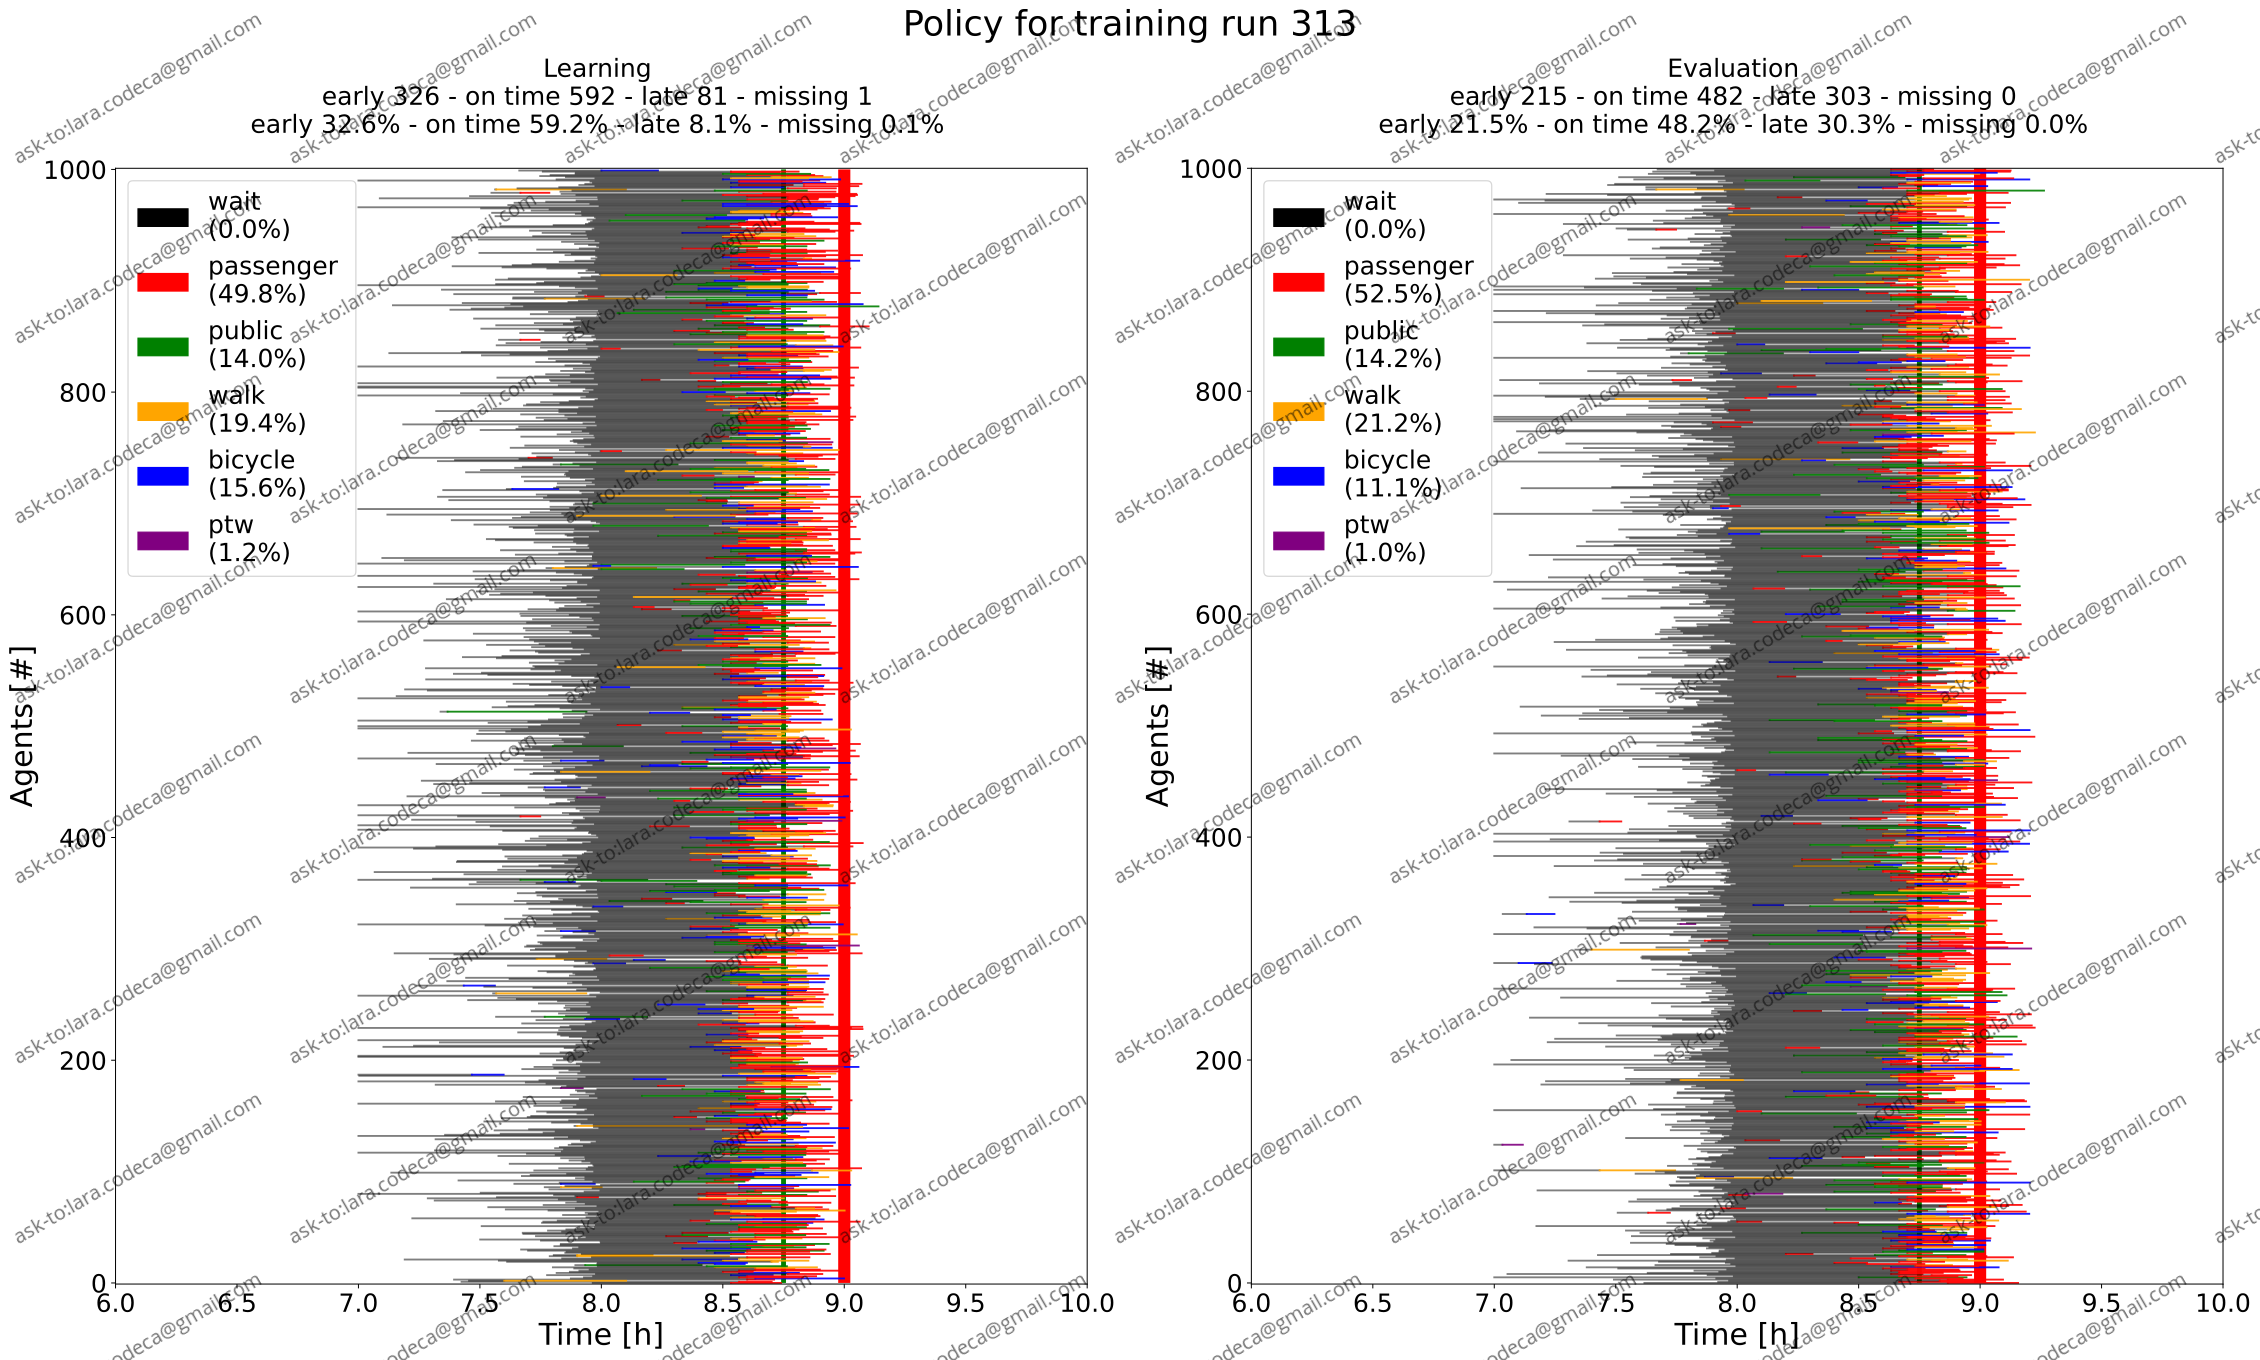 Policy for training run 313
Learning
early 326 - on time 592 - late 81 - missing 1
early 32.6% - on time 59.2% - late 8.1% - missing 0.1%
Evaluation
early 215 - on time 482 - late 303 - missing 0
early 21.5% - on time 48.2% - late 30.3% - missing 0.0%
wait
(0.0%)
passenger
(49.8%)
public
(14.0%)
walk
(19.4%)
bicycle
(15.6%)
ptw
(1.2%)
1000
800
600
400
200
0
Agents [#]
6.0 6.5 7.0 7.5 8.0 8.5 9.0 9.5 10.0
Time [h]
wait
(0.0%)
passenger
(52.5%)
public
(14.2%)
walk
(21.2%)
bicycle
(11.1%)
ptw
(1.0%)
1000
800
600
400
200
0
Agents [#]
6.0 6.5 7.0 7.5 8.0 8.5 9.0 9.5 10.0
Time [h]
ask-to:lara.codeca@gmail.com